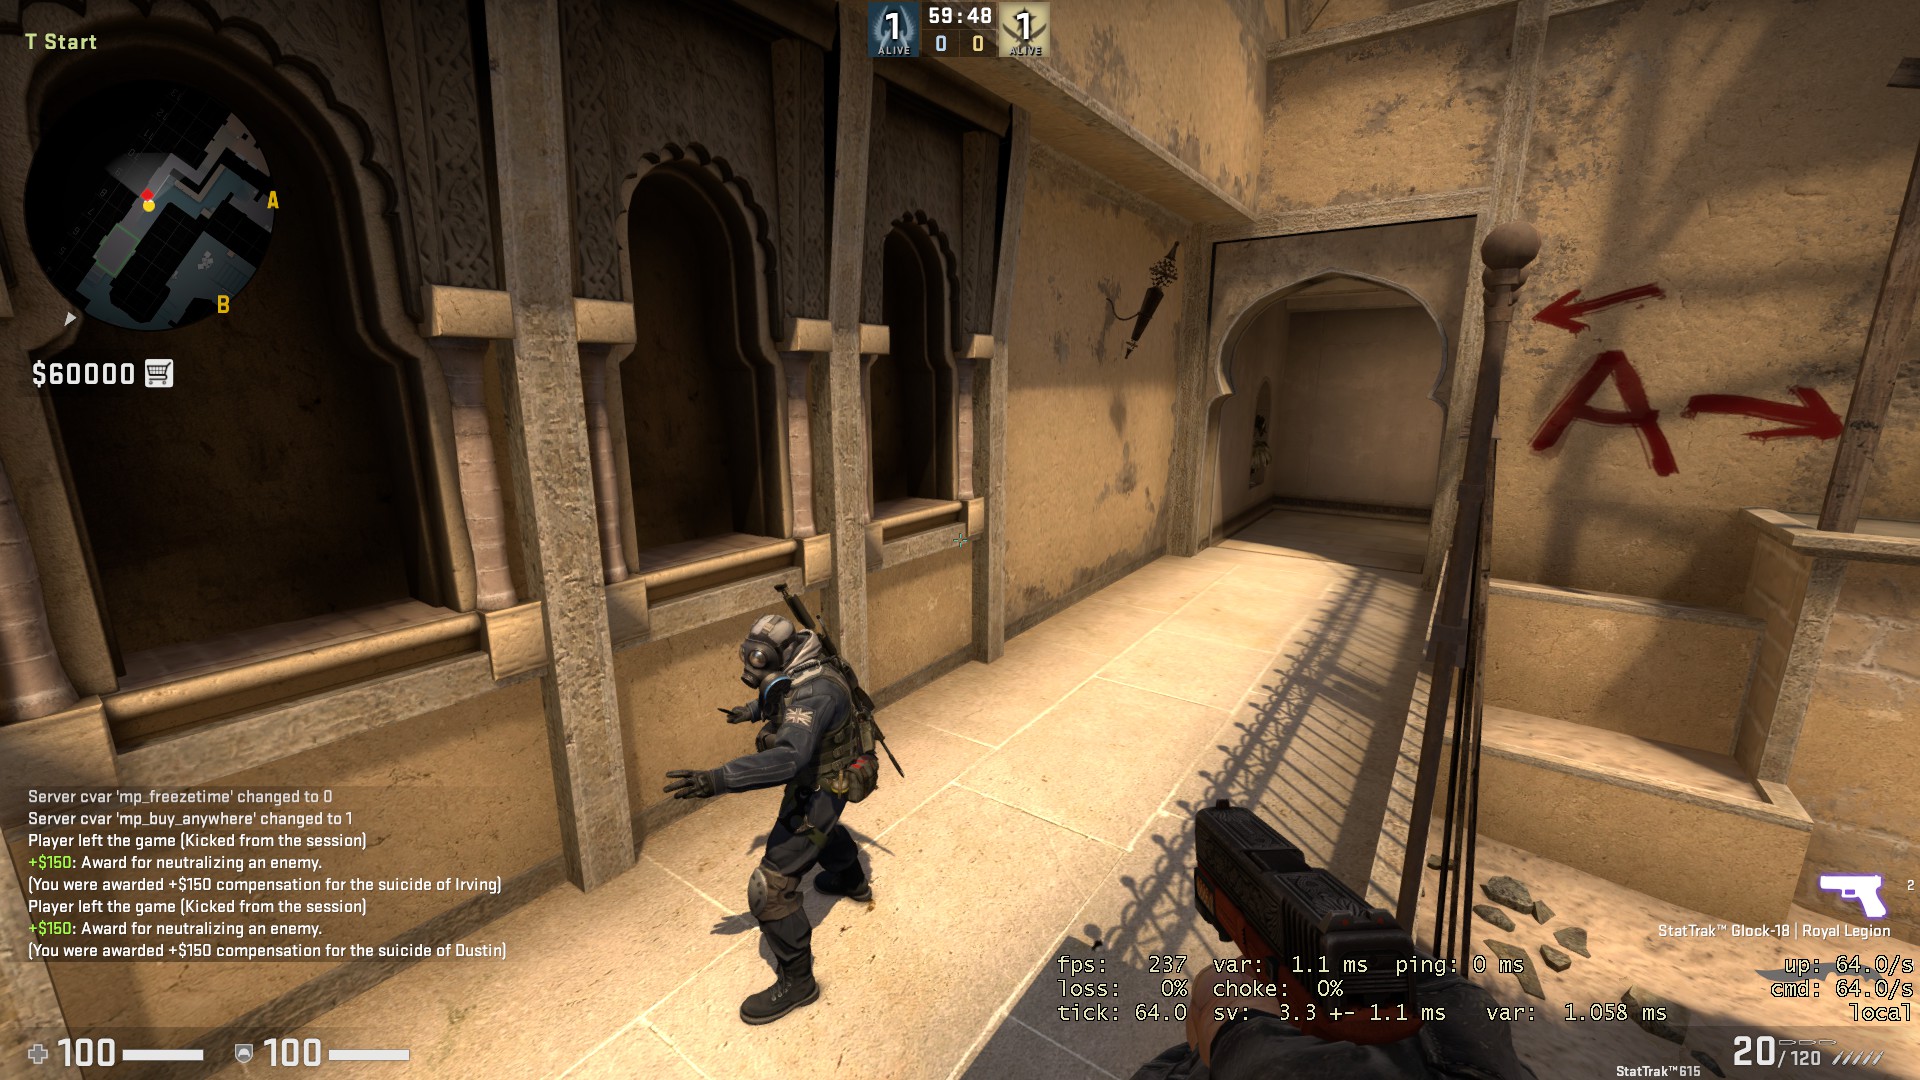 T Start
1
ALIVE
59:48
0 0
1
ALIVE
A
B
$60000
A
Server cvar 'mp_freezetime' changed to 0
Server cvar 'mp_buy_anywhere' changed to 1
Player left the game (Kicked from the session)
+$150: Award for neutralizing an enemy.
(You were awarded +$150 compensation for the suicide of Irving)
Player left the game (Kicked from the session)
+$150: Award for neutralizing an enemy.
(You were awarded +$150 compensation for the suicide of Dustin)
2
StatTrak™ Glock-18 | Royal Legion
fps: 237 var: 1.1 ms ping: 0 ms up: 64.0/s
loss: 0% choke: 0% cmd: 64.0/s
tick: 64.0 sv: 3.3 +- 1.1 ms var: 1.058 ms local
100 100
20/120
StatTrak™615